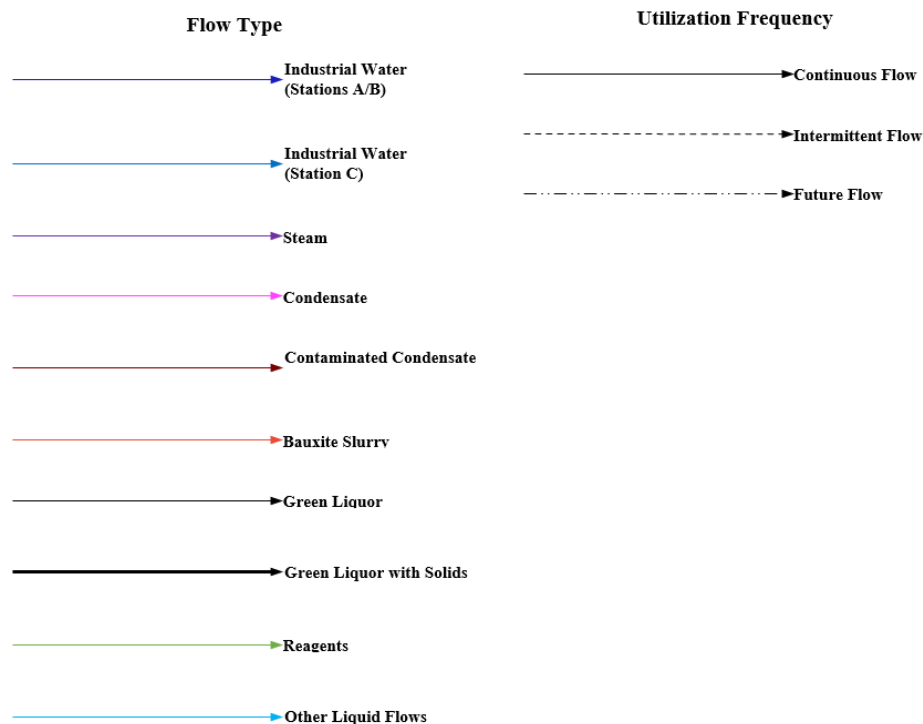 Flow Type
Industrial Water
(Stations A/B)
Industrial Water
(Station C)
Steam
Condensate
Contaminated Condensate
Bauxite Slurry
Green Liquor
Green Liquor with Solids
Reagents
Other Liquid Flows
Utilization Frequency
Continuous Flow
Intermittent Flow
Future Flow